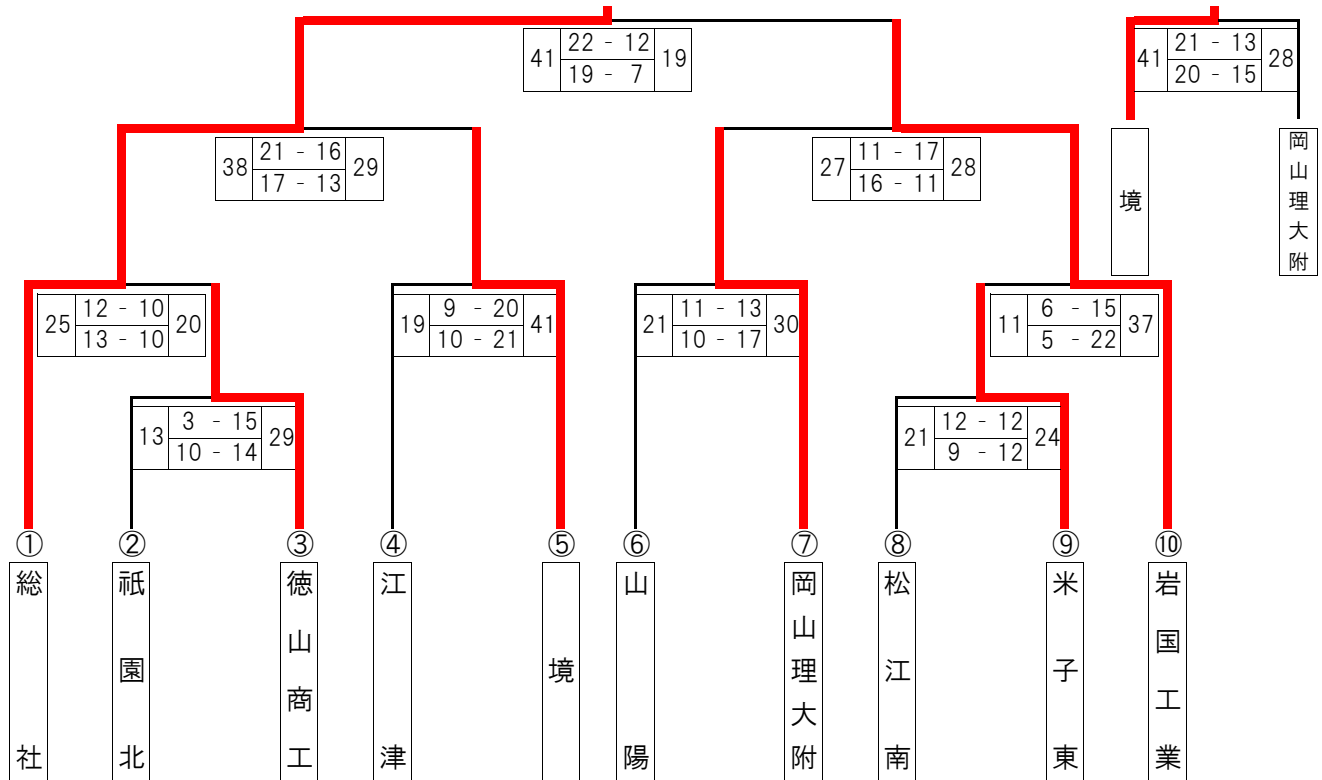 41 22 - 12 19
19 - 7
41 21 - 13 28
20 - 15
38 21 - 16 29
17 - 13
27 11 - 17 28
16 - 11
境
岡山理大附
25 12 - 10 20
13 - 10
19 9 - 20 41
10 - 21
21 11 - 13 30
10 - 17
11 6 - 15 37
5 - 22
13 3 - 15 29
10 - 14
21 12 - 12 24
9 - 12
① ② ③ ④ ⑤ ⑥ ⑦ ⑧ ⑨ ⑩
総社
祇園北
徳山商工
江津
境
山陽
岡山理大附
松江南
米子東
岩国工業